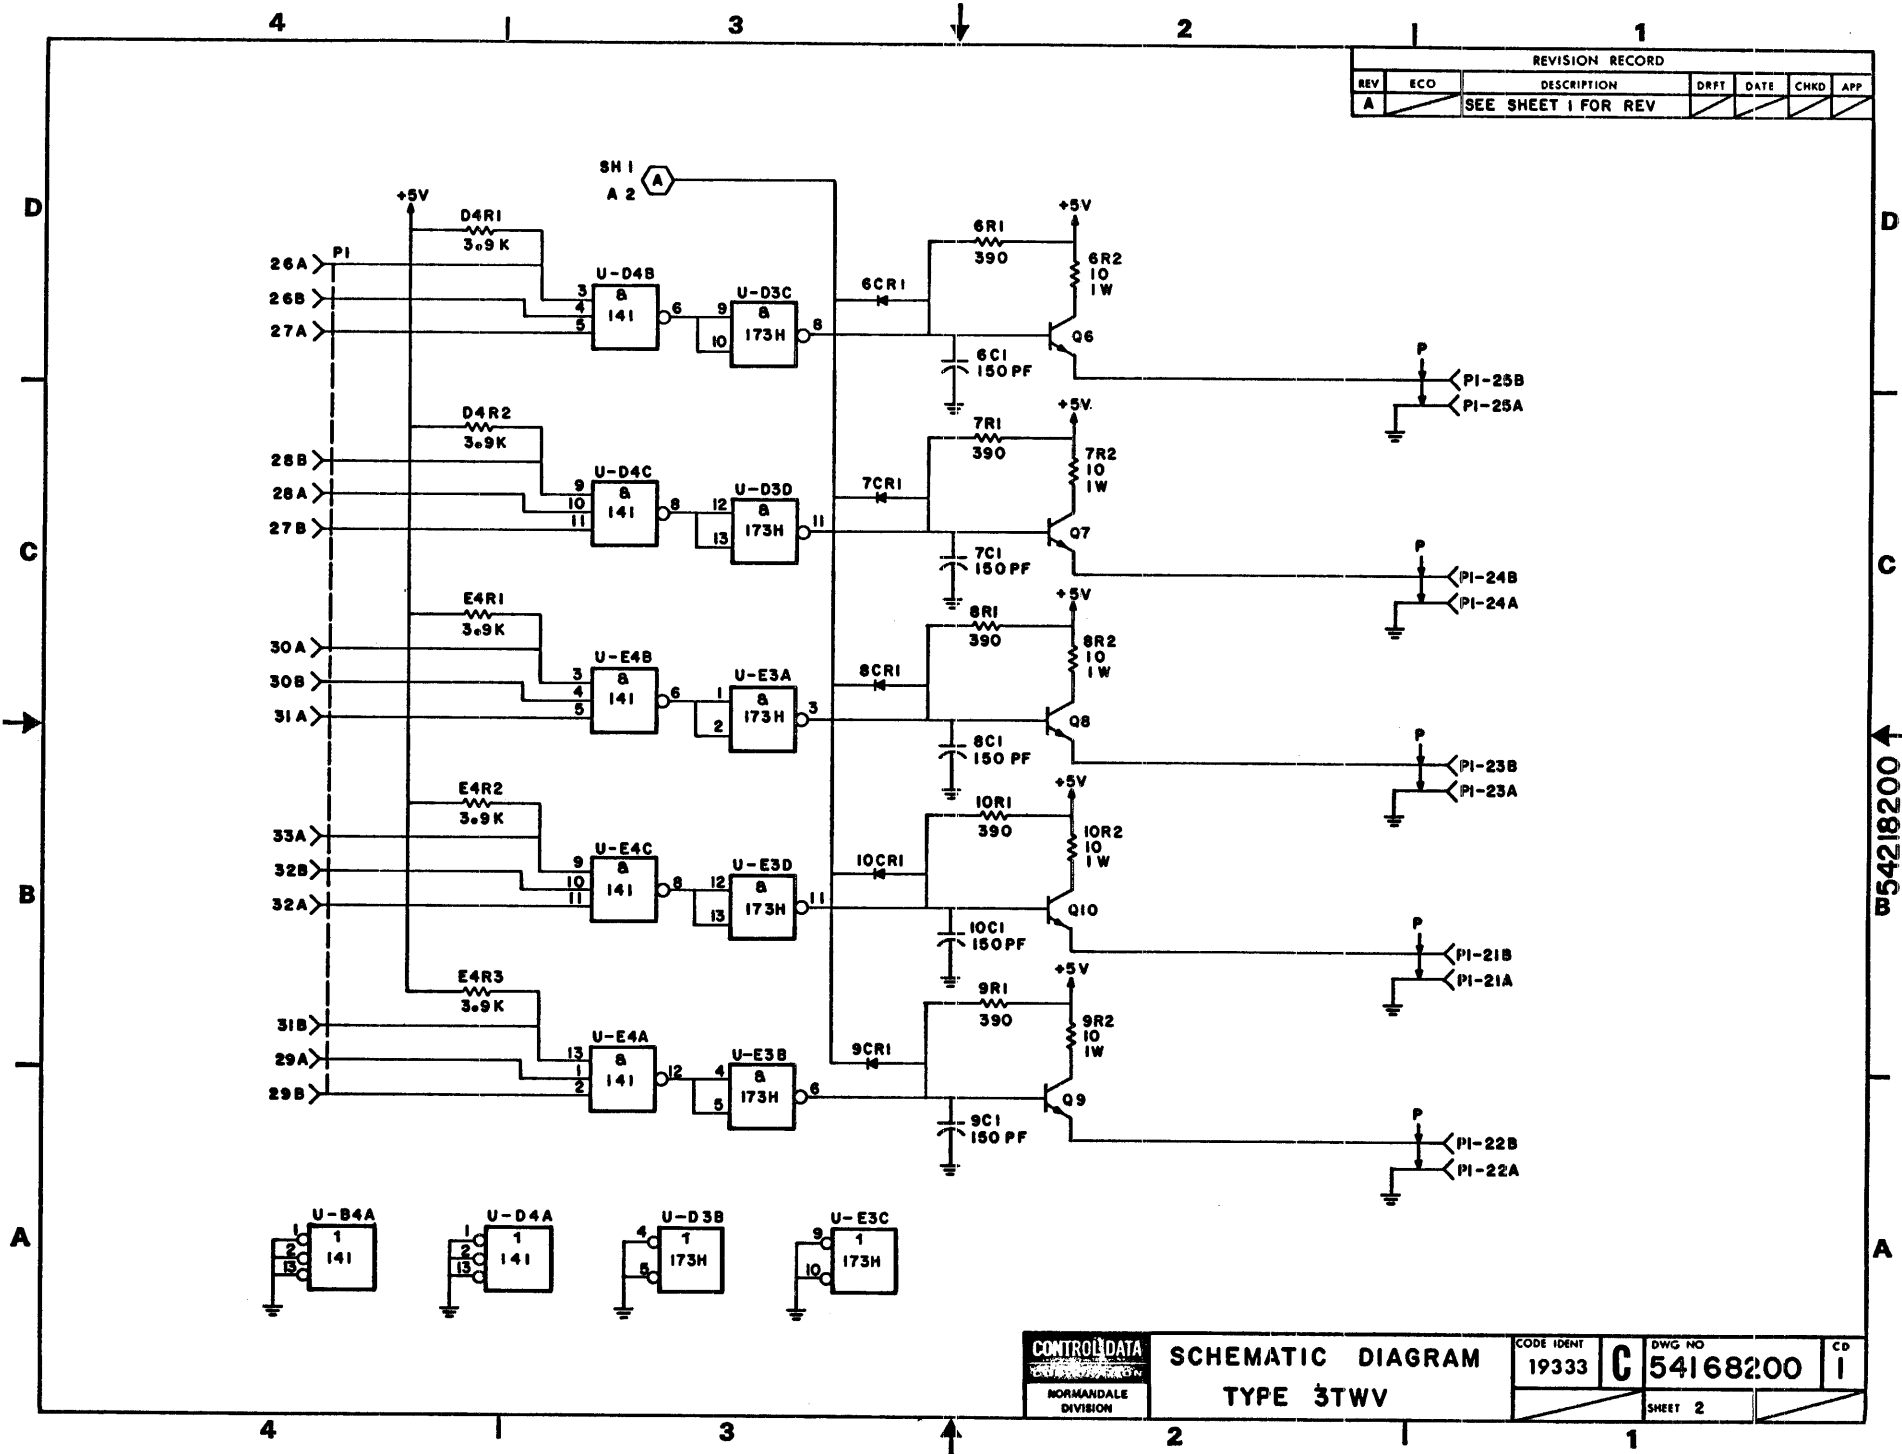 4 3 2 1
REVISION RECORD
REV ECO DESCRIPTION DRFT DATE CHKD APP
A SEE SHEET 1 FOR REV
D D
SH 1
A 2
A
+5V
D4R1
3.9K
P1
26A
26B
27A
U-D4B
3
4
5
&
141
6
U-D3C
9
10
&
173H
8
6CR1
6R1
390
+5V
6R2
10
1W
Q6
6C1
150PF
P
P1-25B
P1-25A
D4R2
3.9K
28B
28A
27B
U-D4C
9
10
11
&
141
8
U-D3D
12
13
&
173H
11
7CR1
7R1
390
+5V
7R2
10
1W
Q7
7C1
150PF
P
P1-24B
P1-24A
C C
E4R1
3.9K
30A
30B
31A
U-E4B
3
4
5
&
141
6
U-E3A
1
2
&
173H
3
8CR1
8R1
390
+5V
8R2
10
1W
Q8
8C1
150PF
P
P1-23B
P1-23A
E4R2
3.9K
33A
32B
32A
U-E4C
9
10
11
&
141
8
U-E3D
12
13
&
173H
11
10CR1
10R1
390
+5V
10R2
10
1W
Q10
10C1
150PF
P
P1-21B
P1-21A
B B
54218200
E4R3
3.9K
31B
29A
29B
U-E4A
13
1
2
&
141
12
U-E3B
4
5
&
173H
6
9CR1
9R1
390
+5V
9R2
10
1W
Q9
9C1
150PF
P
P1-22B
P1-22A
A A
U-B4A
1
2
13
1
141
U-D4A
1
2
13
1
141
U-D3B
4
5
1
173H
U-E3C
9
10
1
173H
CONTROL DATA
CORPORATION
NORMANDALE
DIVISION
SCHEMATIC DIAGRAM
TYPE 3TWV
CODE IDENT
19333
C
DWG NO
54168200
CD
1
SHEET 2
4 3 2 1